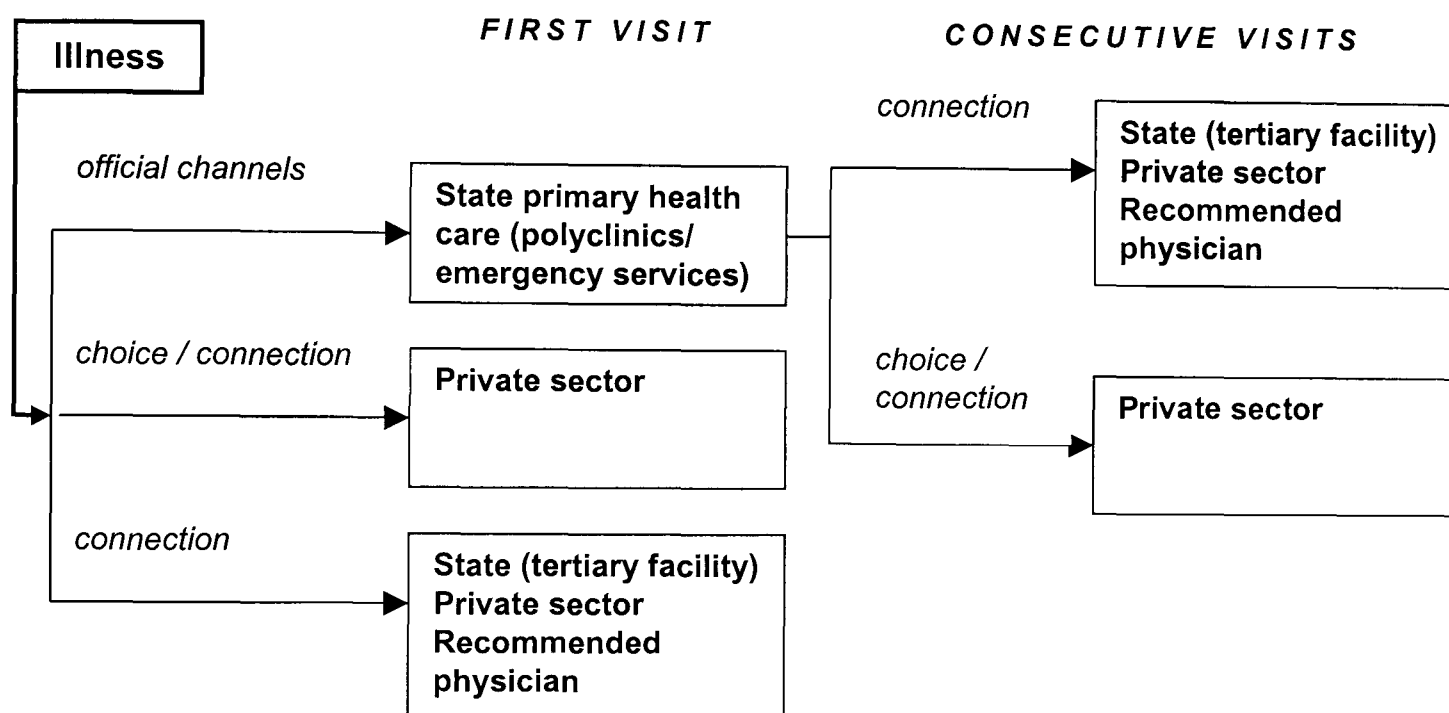 Illness
FIRST VISIT
CONSECUTIVE VISITS
official channels
State primary health
care (polyclinics/
emergency services)
choice / connection
Private sector
connection
State (tertiary facility)
Private sector
Recommended
physician
connection
State (tertiary facility)
Private sector
Recommended
physician
choice /
connection
Private sector